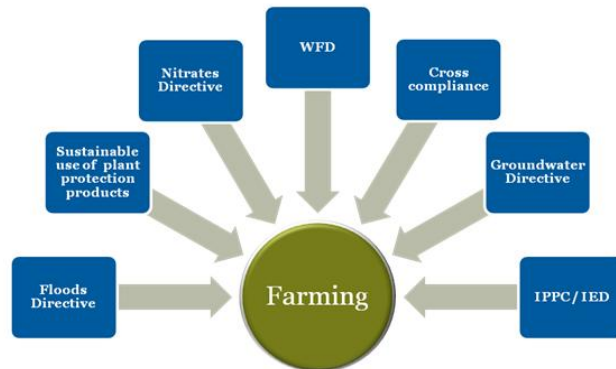 WFD
Nitrates
Directive
Cross
compliance
Sustainable
use of plant
protection
products
Groundwater
Directive
Floods
Directive
Farming
IPPC/IED